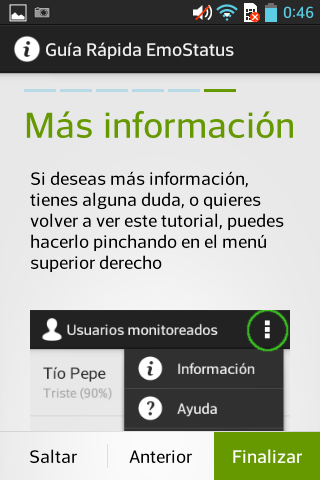 0:46
Guía Rápida EmoStatus
Más información
Si deseas más información,
tienes alguna duda, o quieres
volver a ver este tutorial, puedes
hacerlo pinchando en el menú
superior derecho
Usuarios monitoreados
Tío Pepe
Triste (90%)
Información
Ayuda
Saltar
Anterior
Finalizar